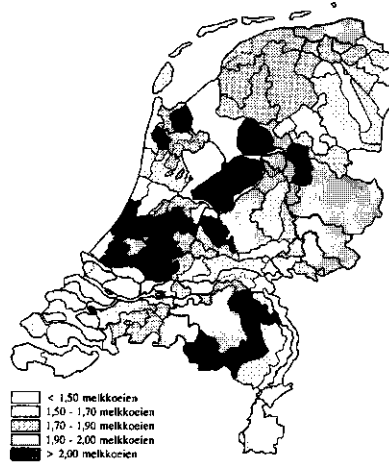 < 1,50 melkkoeien
1,50 - 1,70 melkkoeien
1,70 - 1,90 melkkoeien
1,90 - 2,00 melkkoeien
> 2,00 melkkoeien